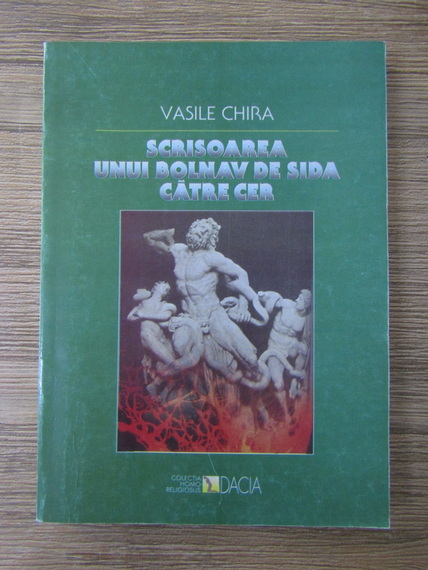 VASILE CHIRA
SCRISOAREA
UNUI BOLNAV DE SIDA
CĂTRE CER
COLECȚIA
HOMO
RELIGIOSUS
DACIA